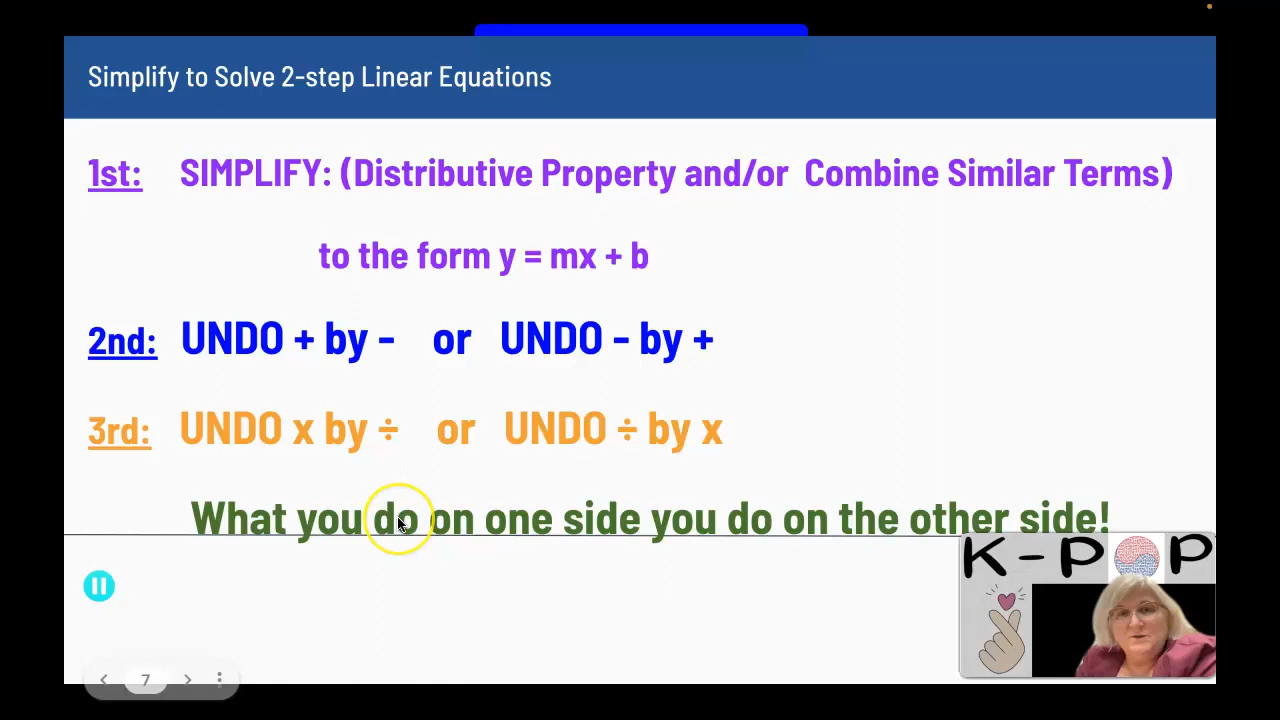 Simplify to Solve 2-step Linear Equations
1st: SIMPLIFY: (Distributive Property and/or Combine Similar Terms)
to the form y = mx + b
2nd: UNDO + by - or UNDO - by +
3rd: UNDO x by ÷ or UNDO ÷ by x
What you do on one side you do on the other side!
K-POP
7